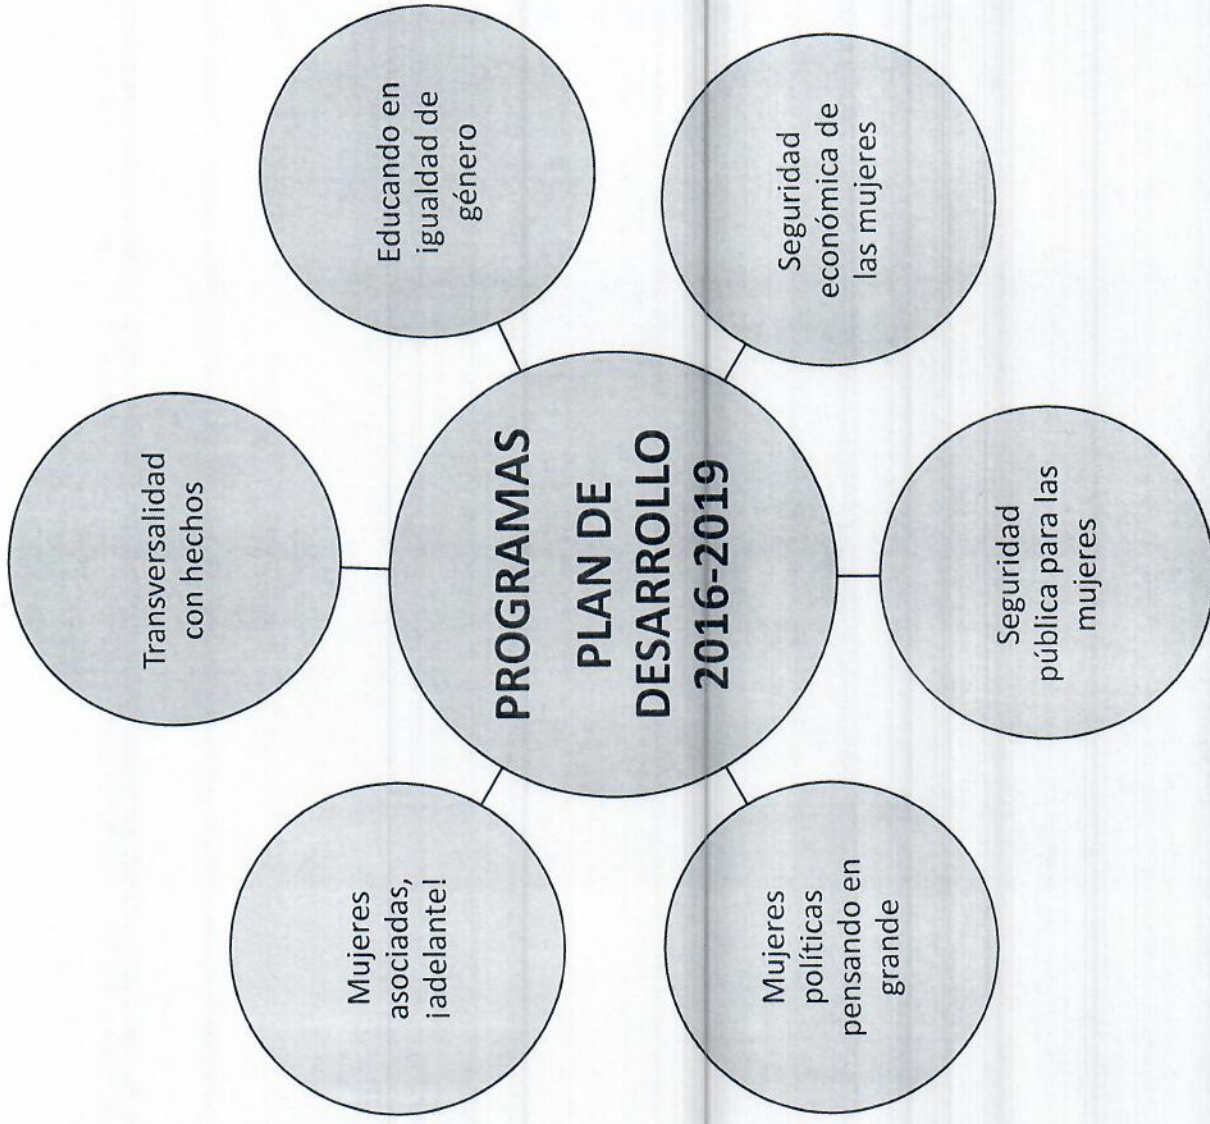 Transversalidad
con hechos
Mujeres
asociadas,
¡adelante!
Educando en
igualdad de
género
PROGRAMAS
PLAN DE
DESARROLLO
2016-2019
Mujeres
políticas
pensando en
grande
Seguridad
económica de
las mujeres
Seguridad
pública para las
mujeres